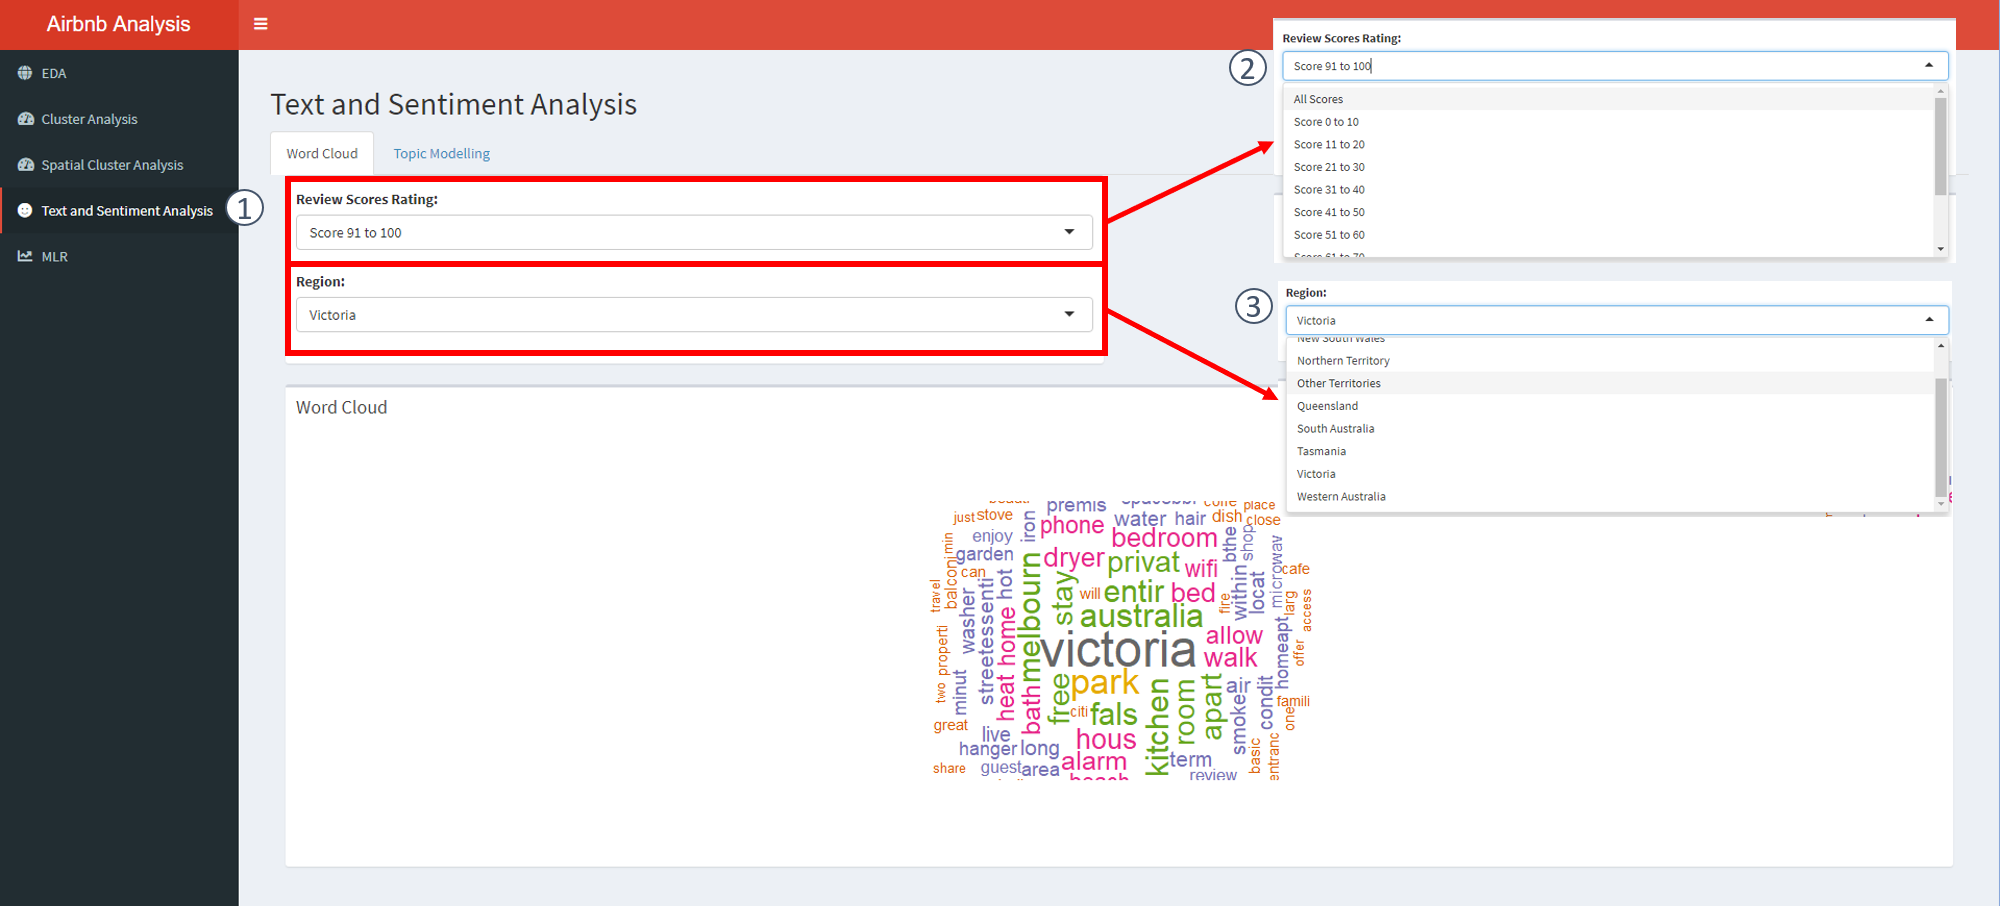 Airbnb Analysis
EDA
Cluster Analysis
Spatial Cluster Analysis
Text and Sentiment Analysis
MLR
1
Text and Sentiment Analysis
Word Cloud
Topic Modelling
Review Scores Rating:
Score 91 to 100
Region:
Victoria
2
Review Scores Rating:
Score 91 to 100
All Scores
Score 0 to 10
Score 11 to 20
Score 21 to 30
Score 31 to 40
Score 41 to 50
Score 51 to 60
Score 61 to 70
3
Region:
Victoria
New South Wales
Northern Territory
Other Territories
Queensland
South Australia
Tasmania
Victoria
Western Australia
Word Cloud
premis
place
just
stove
iron
phone
water
hair
dish
close
enjoy
bedroom
bthe
shop
min
garden
dryer
privat
wifi
microwav
cafe
can
balconi
hot
melbourn
stay
will
entir
bed
fire
within
locat
larg
access
travel
washer
streetessenti
home
australia
victoria
allow
walk
homeapt
offer
properti
two
minut
heat
bath
free
park
citi
fals
kitchen
room
apart
air
smoke
condit
famili
one
great
live
hanger
long
hous
alarm
term
basic
entranc
share
guest
area
beach
review